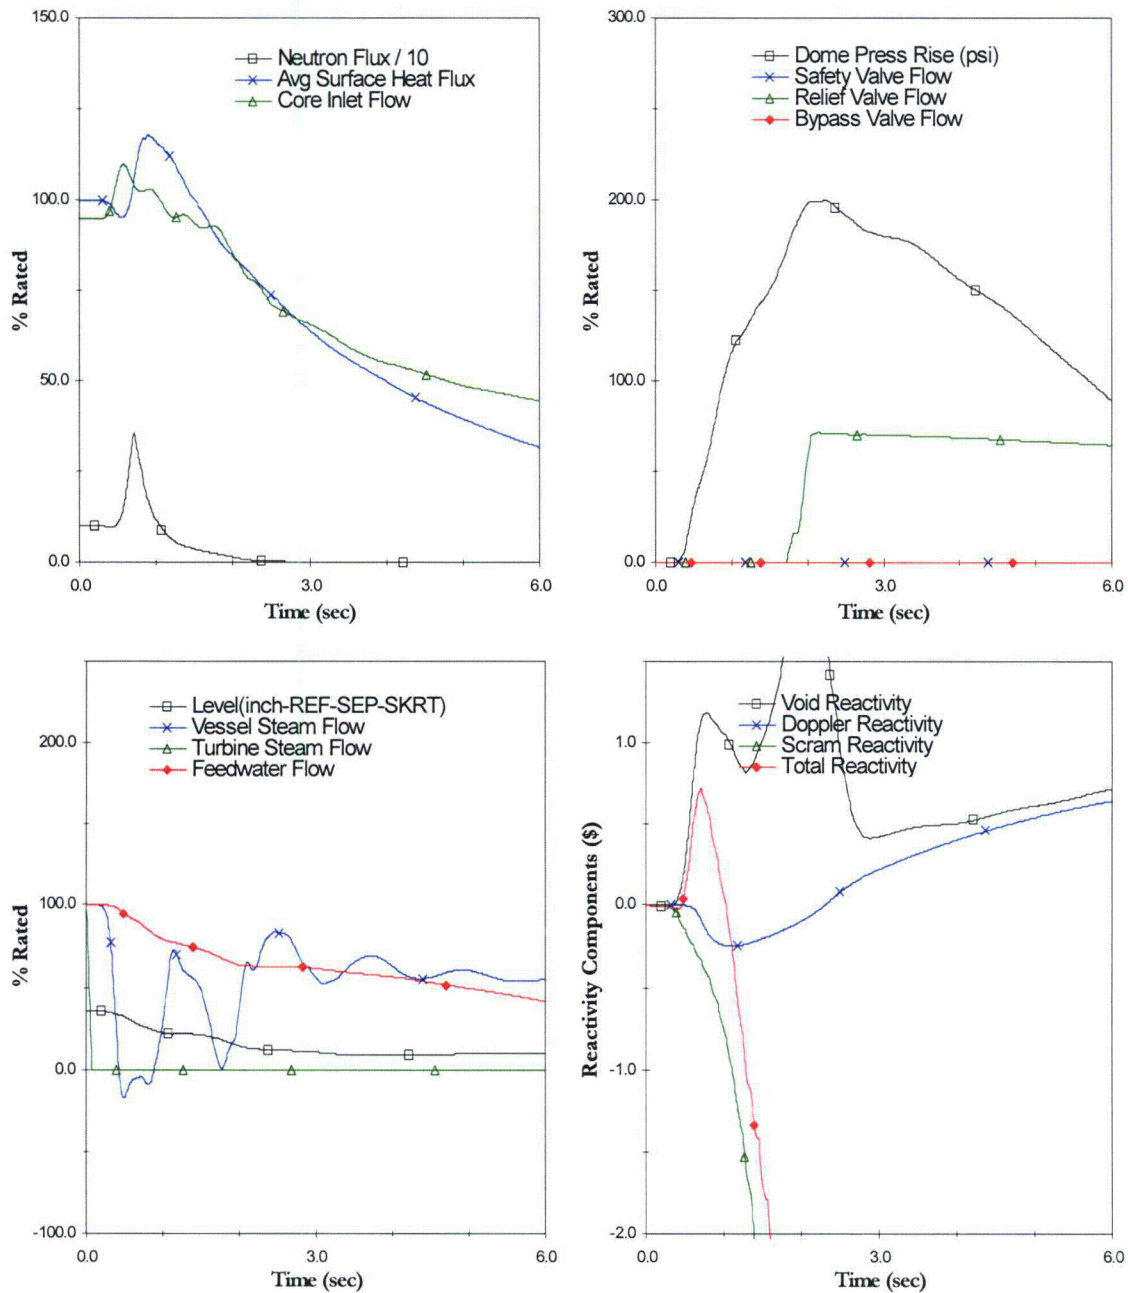 150.0
Neutron Flux / 10
Avg Surface Heat Flux
Core Inlet Flow
100.0
% Rated
50.0
0.0
0.0
3.0
6.0
Time (sec)
300.0
Dome Press Rise (psi)
Safety Valve Flow
Relief Valve Flow
Bypass Valve Flow
200.0
% Rated
100.0
0.0
0.0
3.0
6.0
Time (sec)
Level(inch-REF-SEP-SKRT)
Vessel Steam Flow
Turbine Steam Flow
Feedwater Flow
200.0
100.0
% Rated
0.0
-100.0
0.0
3.0
6.0
Time (sec)
Void Reactivity
Doppler Reactivity
Scram Reactivity
Total Reactivity
1.0
0.0
Reactivity Components ($)
-1.0
-2.0
0.0
3.0
6.0
Time (sec)